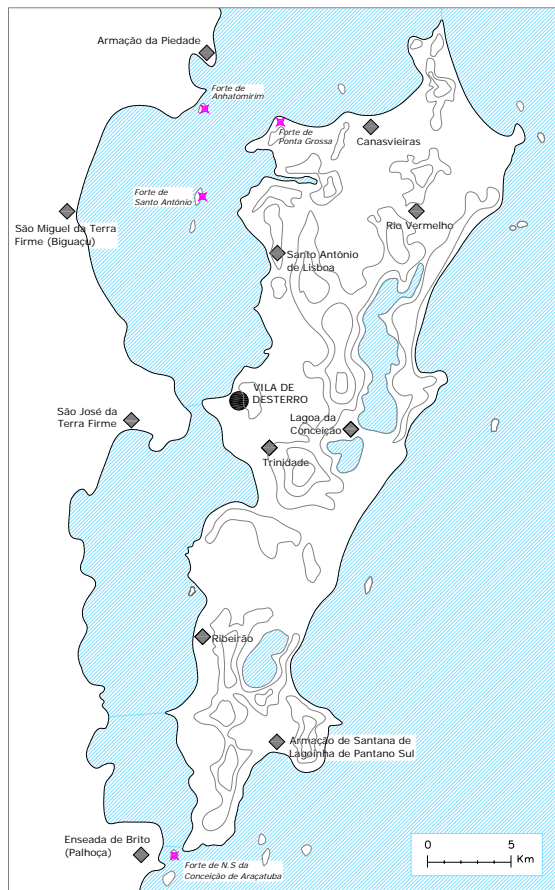 Armação da Piedade
Forte de
Anhatomirim
Forte de
Ponta Grossa
Canasvieiras
Forte de
Santo Antônio
São Miguel da Terra
Firme (Biguaçu)
Rio Vermelho
Santo Antônio
de Lisboa
VILA DE
DESTERRO
São José da
Terra Firme
Lagoa da
Conceição
Trinidade
Ribeirão
Armação de Santana de
Lagoinha de Pantano Sul
Enseada de Brito
(Palhoça)
Forte de N.S da
Conceição de Araçatuba
0 5
Km